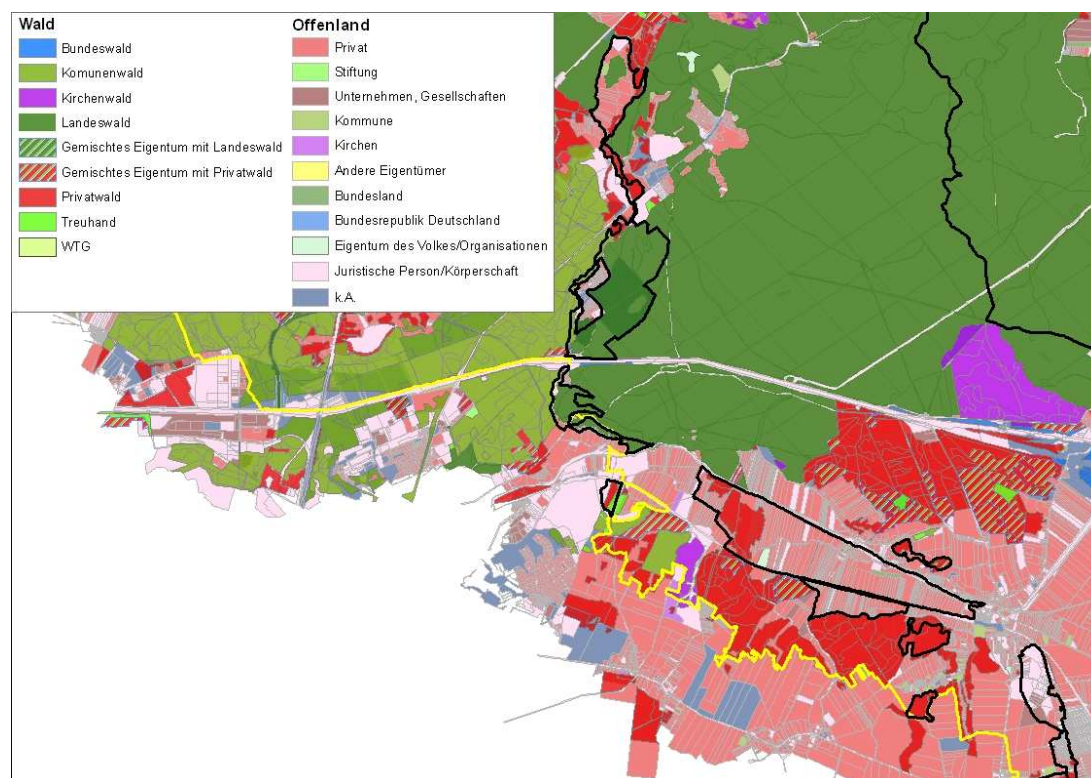 Wald
Bundeswald
Komunenwald
Kirchenwald
Landeswald
Gemischtes Eigentum mit Landeswald
Gemischtes Eigentum mit Privatwald
Privatwald
Treuhand
WTG
Offenland
Privat
Stiftung
Unternehmen, Gesellschaften
Kommune
Kirchen
Andere Eigentümer
Bundesland
Bundesrepublik Deutschland
Eigentum des Volkes/Organisationen
Juristische Person/Körperschaft
k.A.